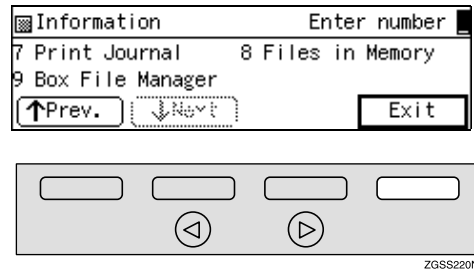 Information Enter number
7 Print Journal 8 Files in Memory
9 Box File Manager
↑Prev. ↓Next Exit
ZGSS220N